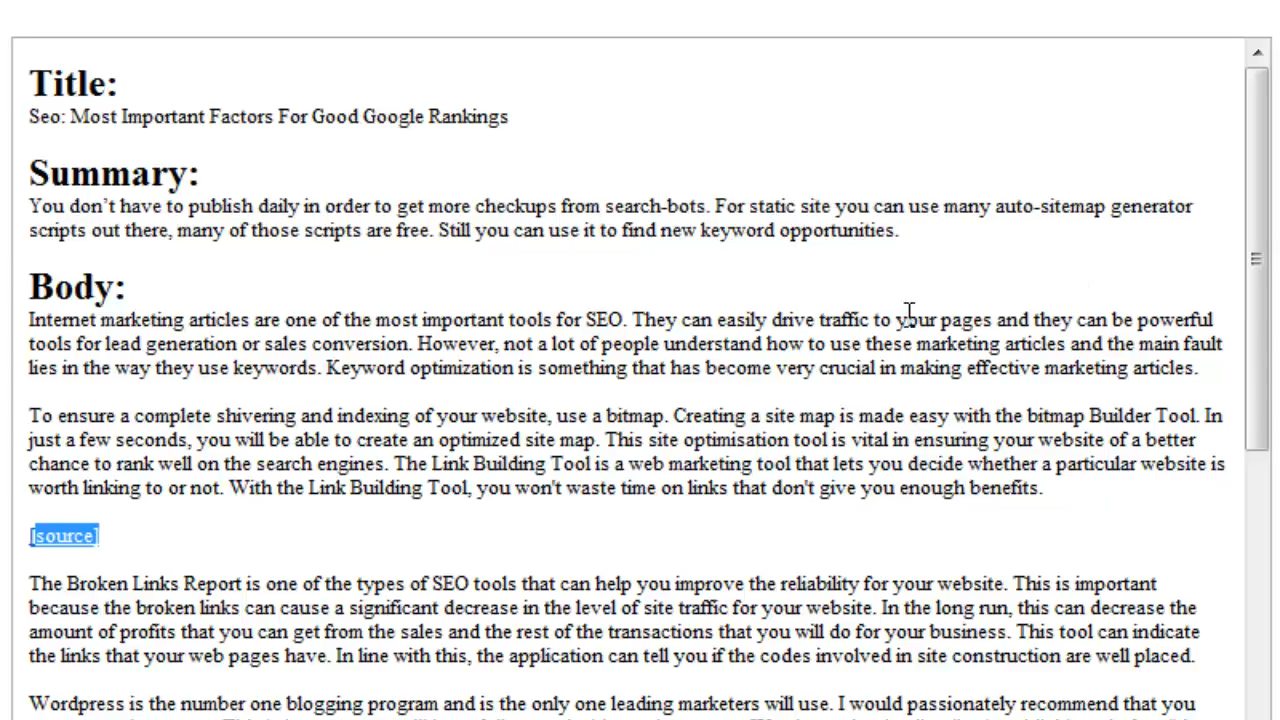 Title:
Seo: Most Important Factors For Good Google Rankings
Summary:
You don’t have to publish daily in order to get more checkups from search-bots. For static site you can use many auto-sitemap generator
scripts out there, many of those scripts are free. Still you can use it to find new keyword opportunities.
Body:
Internet marketing articles are one of the most important tools for SEO. They can easily drive traffic to your pages and they can be powerful
tools for lead generation or sales conversion. However, not a lot of people understand how to use these marketing articles and the main fault
lies in the way they use keywords. Keyword optimization is something that has become very crucial in making effective marketing articles.
To ensure a complete shivering and indexing of your website, use a bitmap. Creating a site map is made easy with the bitmap Builder Tool. In
just a few seconds, you will be able to create an optimized site map. This site optimisation tool is vital in ensuring your website of a better
chance to rank well on the search engines. The Link Building Tool is a web marketing tool that lets you decide whether a particular website is
worth linking to or not. With the Link Building Tool, you won't waste time on links that don't give you enough benefits.
[source]
The Broken Links Report is one of the types of SEO tools that can help you improve the reliability for your website. This is important
because the broken links can cause a significant decrease in the level of site traffic for your website. In the long run, this can decrease the
amount of profits that you can get from the sales and the rest of the transactions that you will do for your business. This tool can indicate
the links that your web pages have. In line with this, the application can tell you if the codes involved in site construction are well placed.
Wordpress is the number one blogging program and is the only one leading marketers will use. I would passionately recommend that you